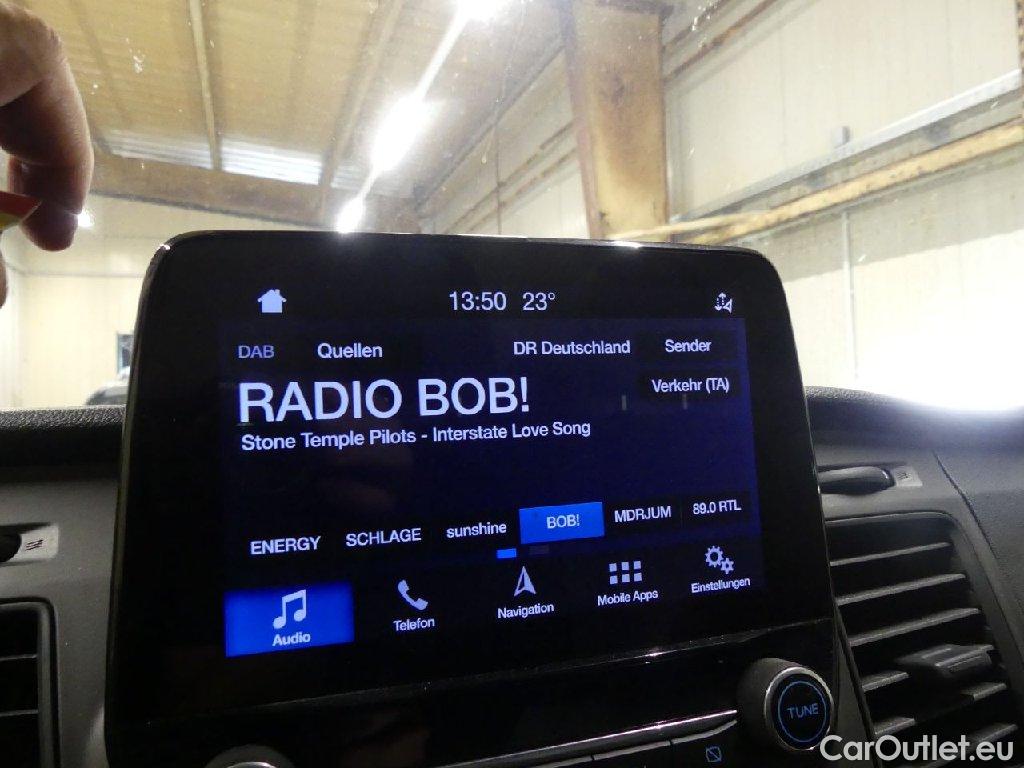 13:50 23°
DAB Quellen DR Deutschland Sender
RADIO BOB! Verkehr (TA)
Stone Temple Pilots - Interstate Love Song
ENERGY SCHLAGE sunshine BOB! MDRJUM 89.0 RTL
Audio Telefon Navigation Mobile Apps Einstellungen
TUNE
CarOutlet.eu